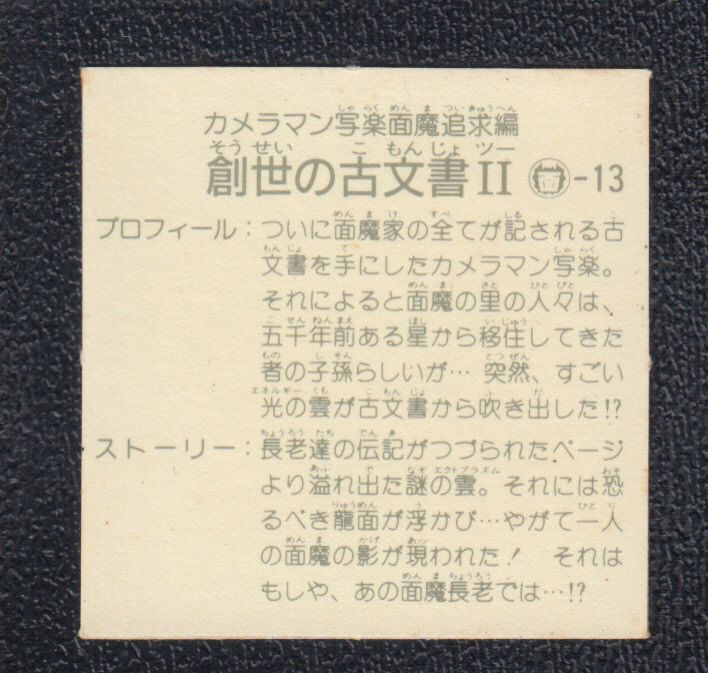 カメラマン写楽面魔追求編
創世の古文書II 面-13
プロフィール：ついに面魔家の全てが記される古
文書を手にしたカメラマン写楽。
それによると面魔の里の人々は、
五千年前ある星から移住してきた
者の子孫らしいが… 突然、すごい
光の雲が古文書から吹き出した!?
ストーリー：長老達の伝記がつづられたページ
より溢れ出た謎の雲。それには恐
るべき龍面が浮かび…やがて一人
の面魔の影が現われた！ それは
もしや、あの面魔長老では…!?